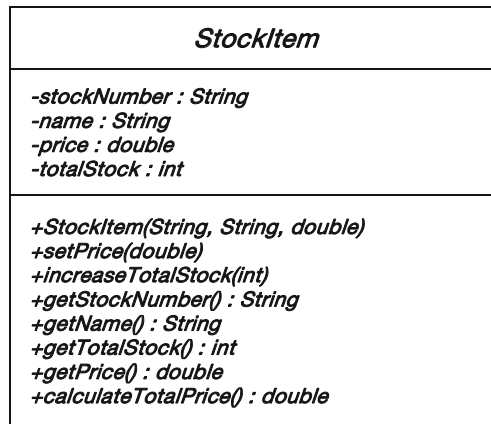 StockItem
-stockNumber : String
-name : String
-price : double
-totalStock : int
+StockItem(String, String, double)
+setPrice(double)
+increaseTotalStock(int)
+getStockNumber() : String
+getName() : String
+getTotalStock() : int
+getPrice() : double
+calculateTotalPrice() : double